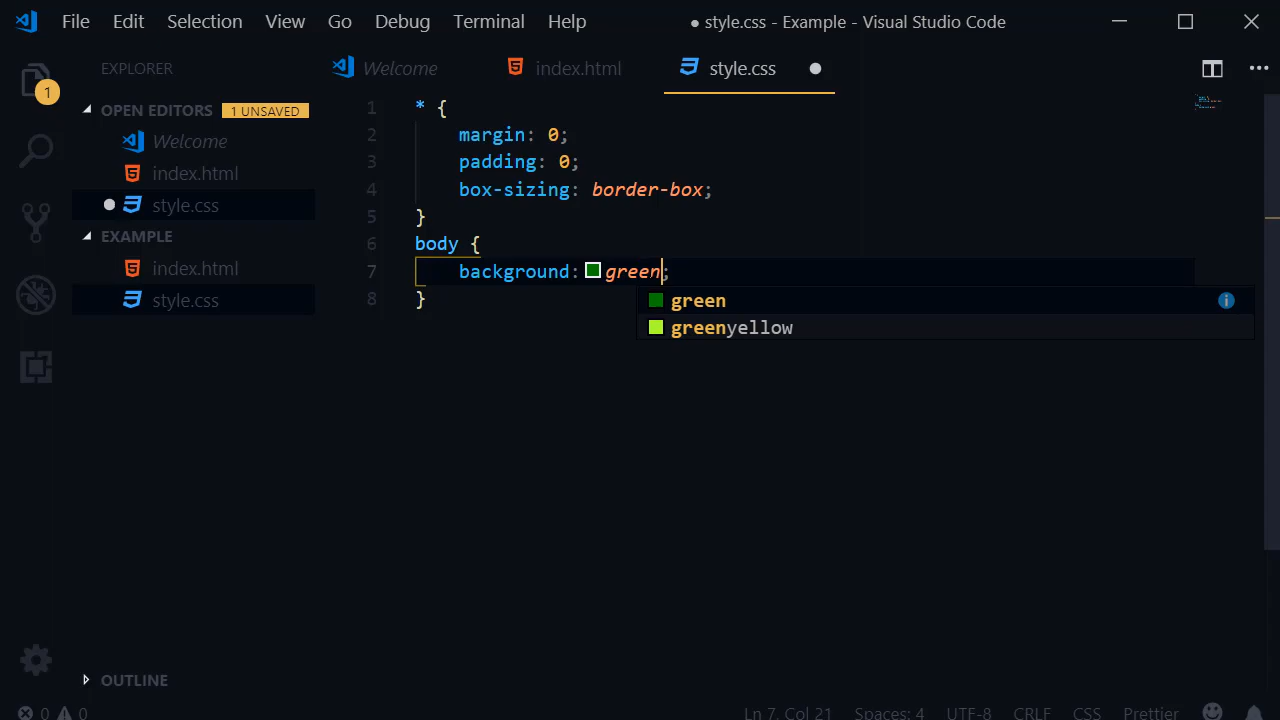 File Edit Selection View Go Debug Terminal Help ● style.css - Example - Visual Studio Code
EXPLORER
Welcome index.html style.css
1
OPEN EDITORS 1 UNSAVED
Welcome
index.html
style.css
EXAMPLE
index.html
style.css
1 * {
2 margin: 0;
3 padding: 0;
4 box-sizing: border-box;
5 }
6 body {
7 background: green;
8 }
green
greenyellow
OUTLINE
0 0 Ln 7, Col 21 Spaces: 4 UTF-8 CRLF CSS Prettier